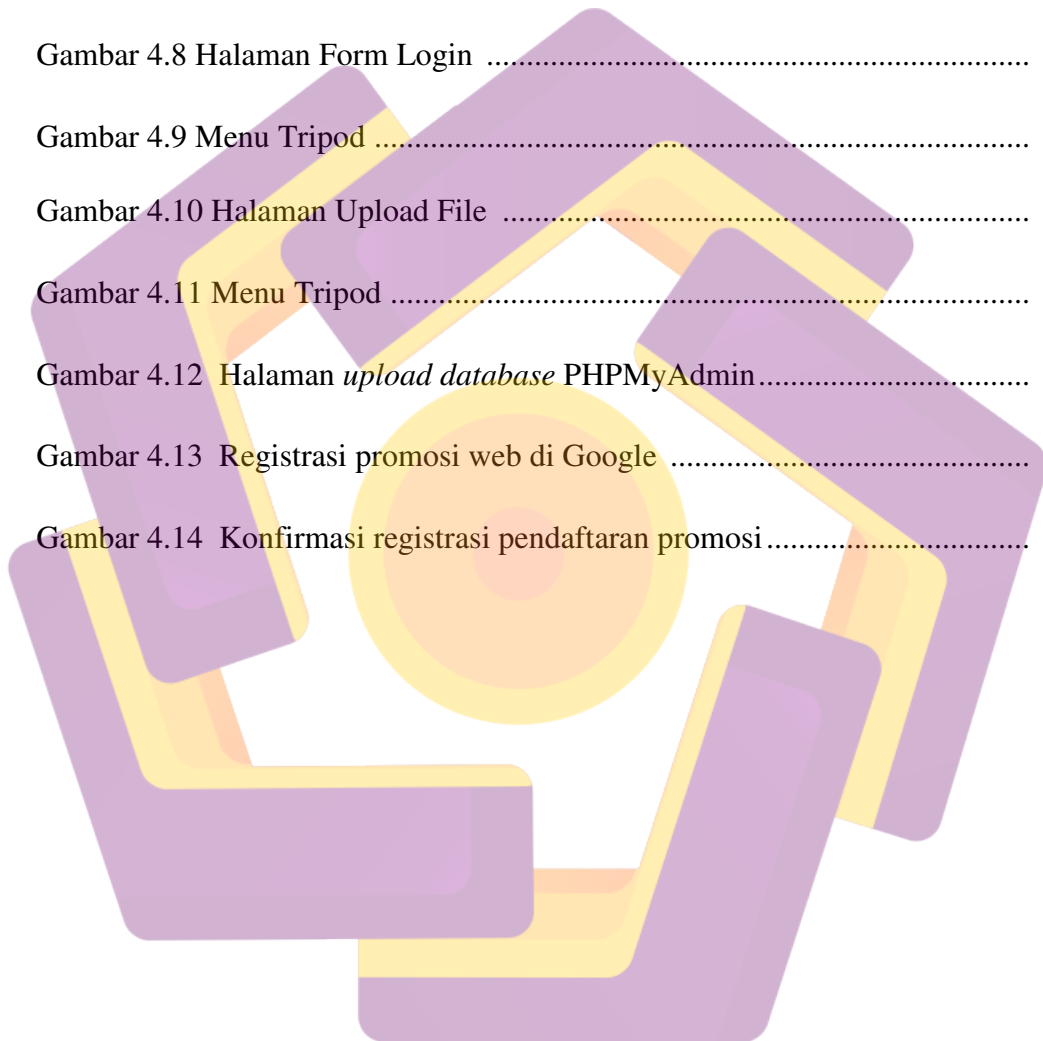 Gambar 4.8 Halaman Form Login ....................................................................
Gambar 4.9 Menu Tripod ..................................................................................
Gambar 4.10 Halaman Upload File ..................................................................
Gambar 4.11 Menu Tripod ................................................................................
Gambar 4.12 Halaman upload database PHPMyAdmin..................................
Gambar 4.13 Registrasi promosi web di Google .............................................
Gambar 4.14 Konfirmasi registrasi pendaftaran promosi.................................